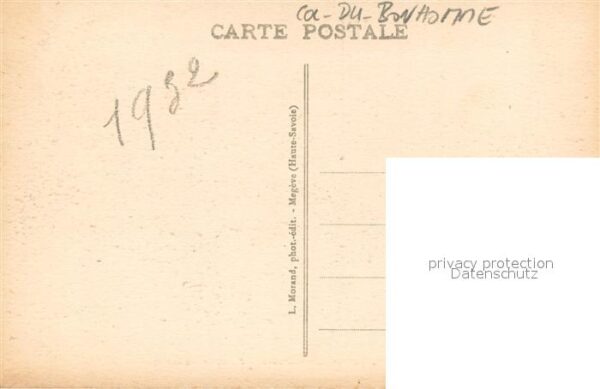 COL-DU-BONHOMME
CARTE POSTALE
1932
L. Morand, phot.-édit. - Megève (Haute-Savoie)
privacy protection
Datenschutz